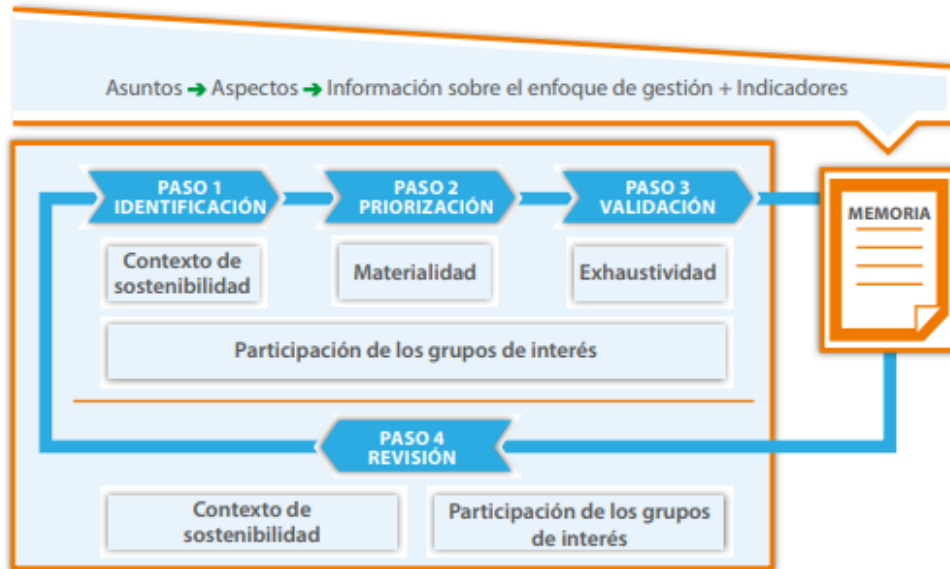 Asuntos ➔ Aspectos ➔ Información sobre el enfoque de gestión + Indicadores
PASO 1
IDENTIFICACIÓN
PASO 2
PRIORIZACIÓN
PASO 3
VALIDACIÓN
MEMORIA
Contexto de
sostenibilidad
Materialidad
Exhaustividad
Participación de los grupos de interés
PASO 4
REVISIÓN
Contexto de
sostenibilidad
Participación de los grupos
de interés